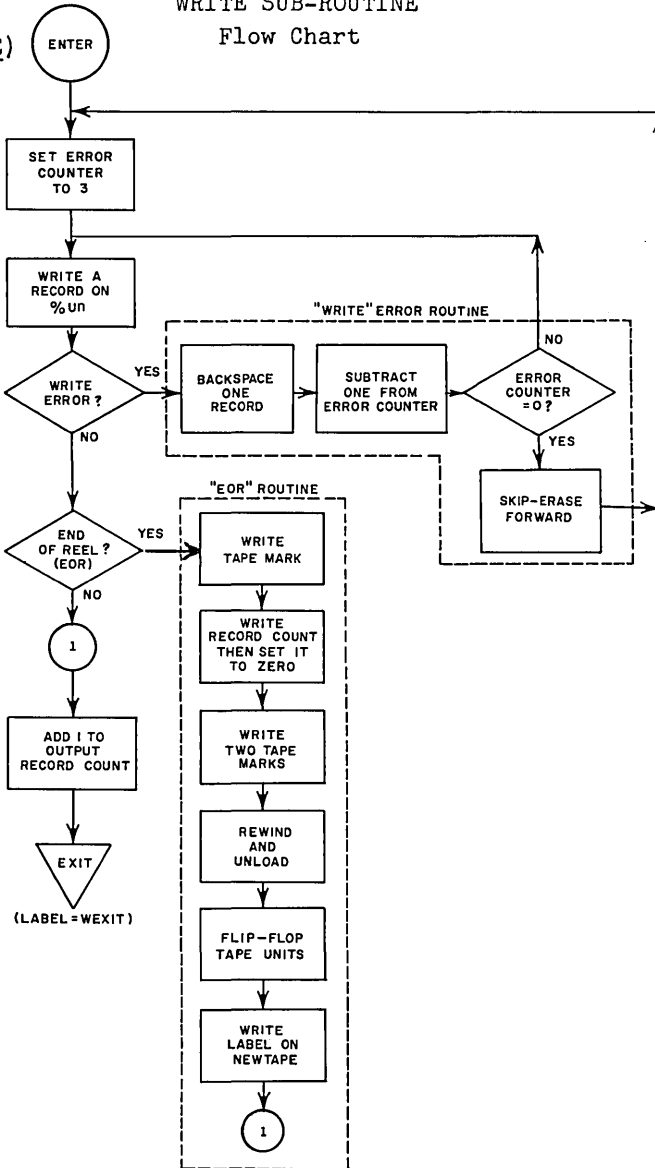 WRITE SUB-ROUTINE
Flow Chart
ENTER
SET ERROR
COUNTER
TO 3
WRITE A
RECORD ON
%un
"WRITE" ERROR ROUTINE
WRITE
ERROR?
YES
NO
BACKSPACE
ONE
RECORD
SUBTRACT
ONE FROM
ERROR COUNTER
ERROR
COUNTER
=0?
NO
YES
SKIP-ERASE
FORWARD
END
OF REEL?
(EOR)
YES
NO
1
ADD 1 TO
OUTPUT
RECORD COUNT
EXIT
(LABEL=WEXIT)
"EOR" ROUTINE
WRITE
TAPE MARK
WRITE
RECORD COUNT
THEN SET IT
TO ZERO
WRITE
TWO TAPE
MARKS
REWIND
AND
UNLOAD
FLIP-FLOP
TAPE UNITS
WRITE
LABEL ON
NEWTAPE
1